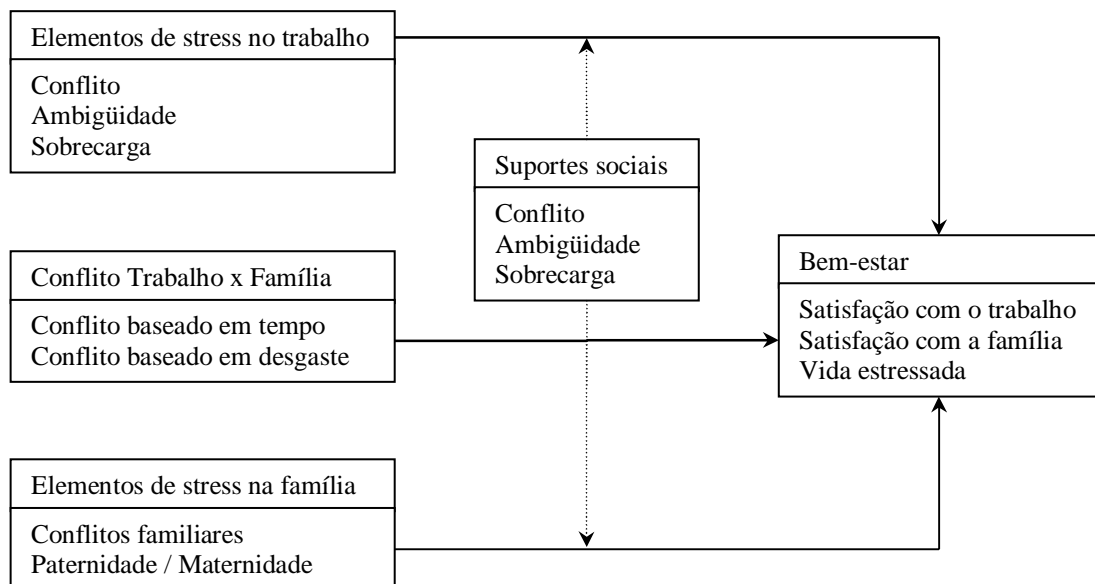 Elementos de stress no trabalho
Conflito
Ambigüidade
Sobrecarga
Suportes sociais
Conflito
Ambigüidade
Sobrecarga
Conflito Trabalho x Família
Conflito baseado em tempo
Conflito baseado em desgaste
Bem-estar
Satisfação com o trabalho
Satisfação com a família
Vida estressada
Elementos de stress na família
Conflitos familiares
Paternidade / Maternidade